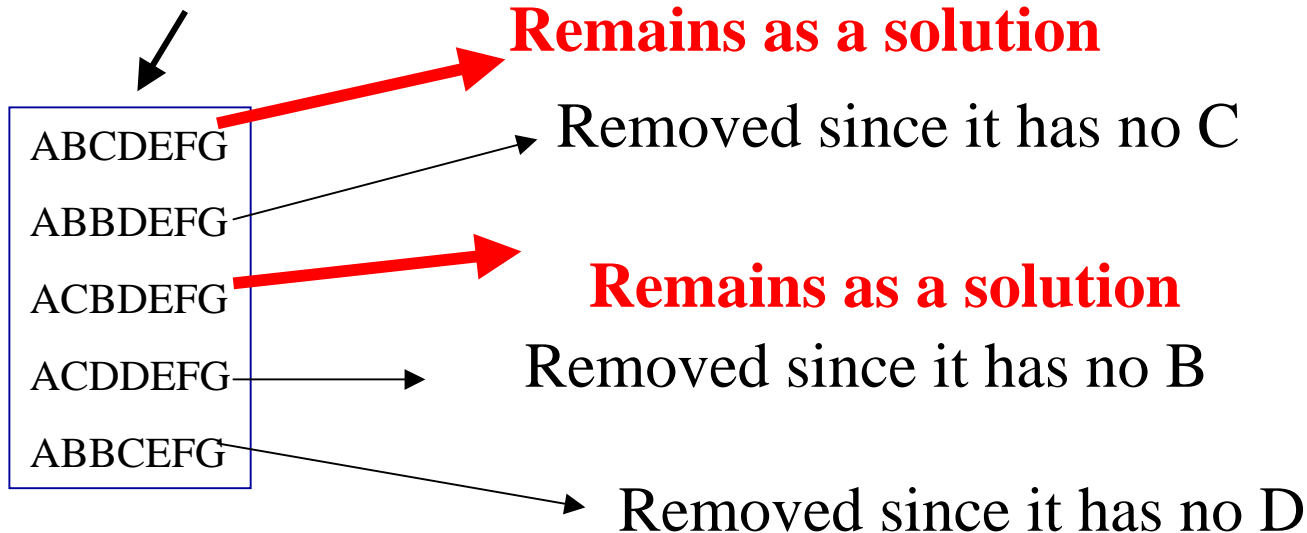 Remains as a solution
ABCDEFG
Removed since it has no C
ABBDEFG
ACBDEFG
Remains as a solution
ACDDEFG
Removed since it has no B
ABBCEFG
Removed since it has no D